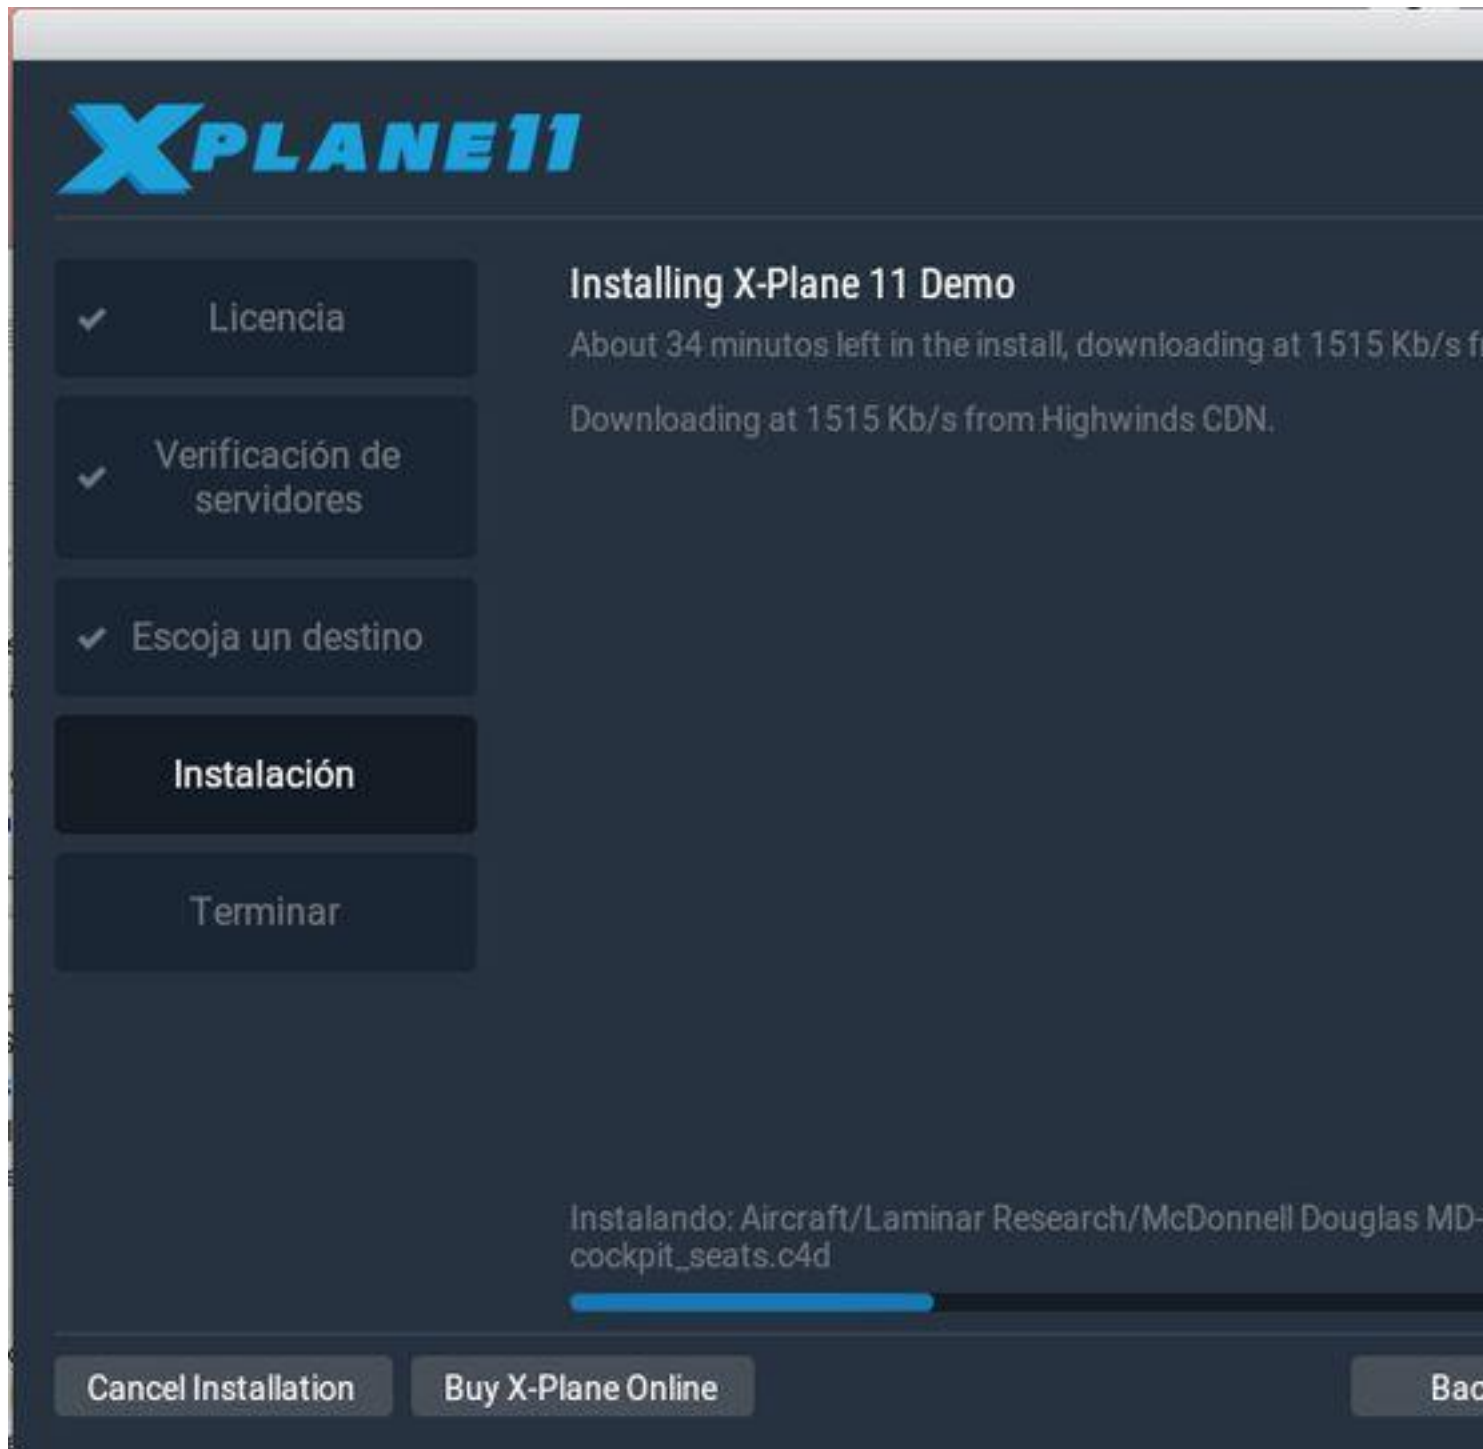 XPLANE11
Licencia
Verificación de
servidores
Escoja un destino
Instalación
Terminar
Installing X-Plane 11 Demo
About 34 minutos left in the install, downloading at 1515 Kb/s
Downloading at 1515 Kb/s from Highwinds CDN.
Instalando: Aircraft/Laminar Research/McDonnell Douglas MD-
cockpit_seats.c4d
Cancel Installation
Buy X-Plane Online
Bac